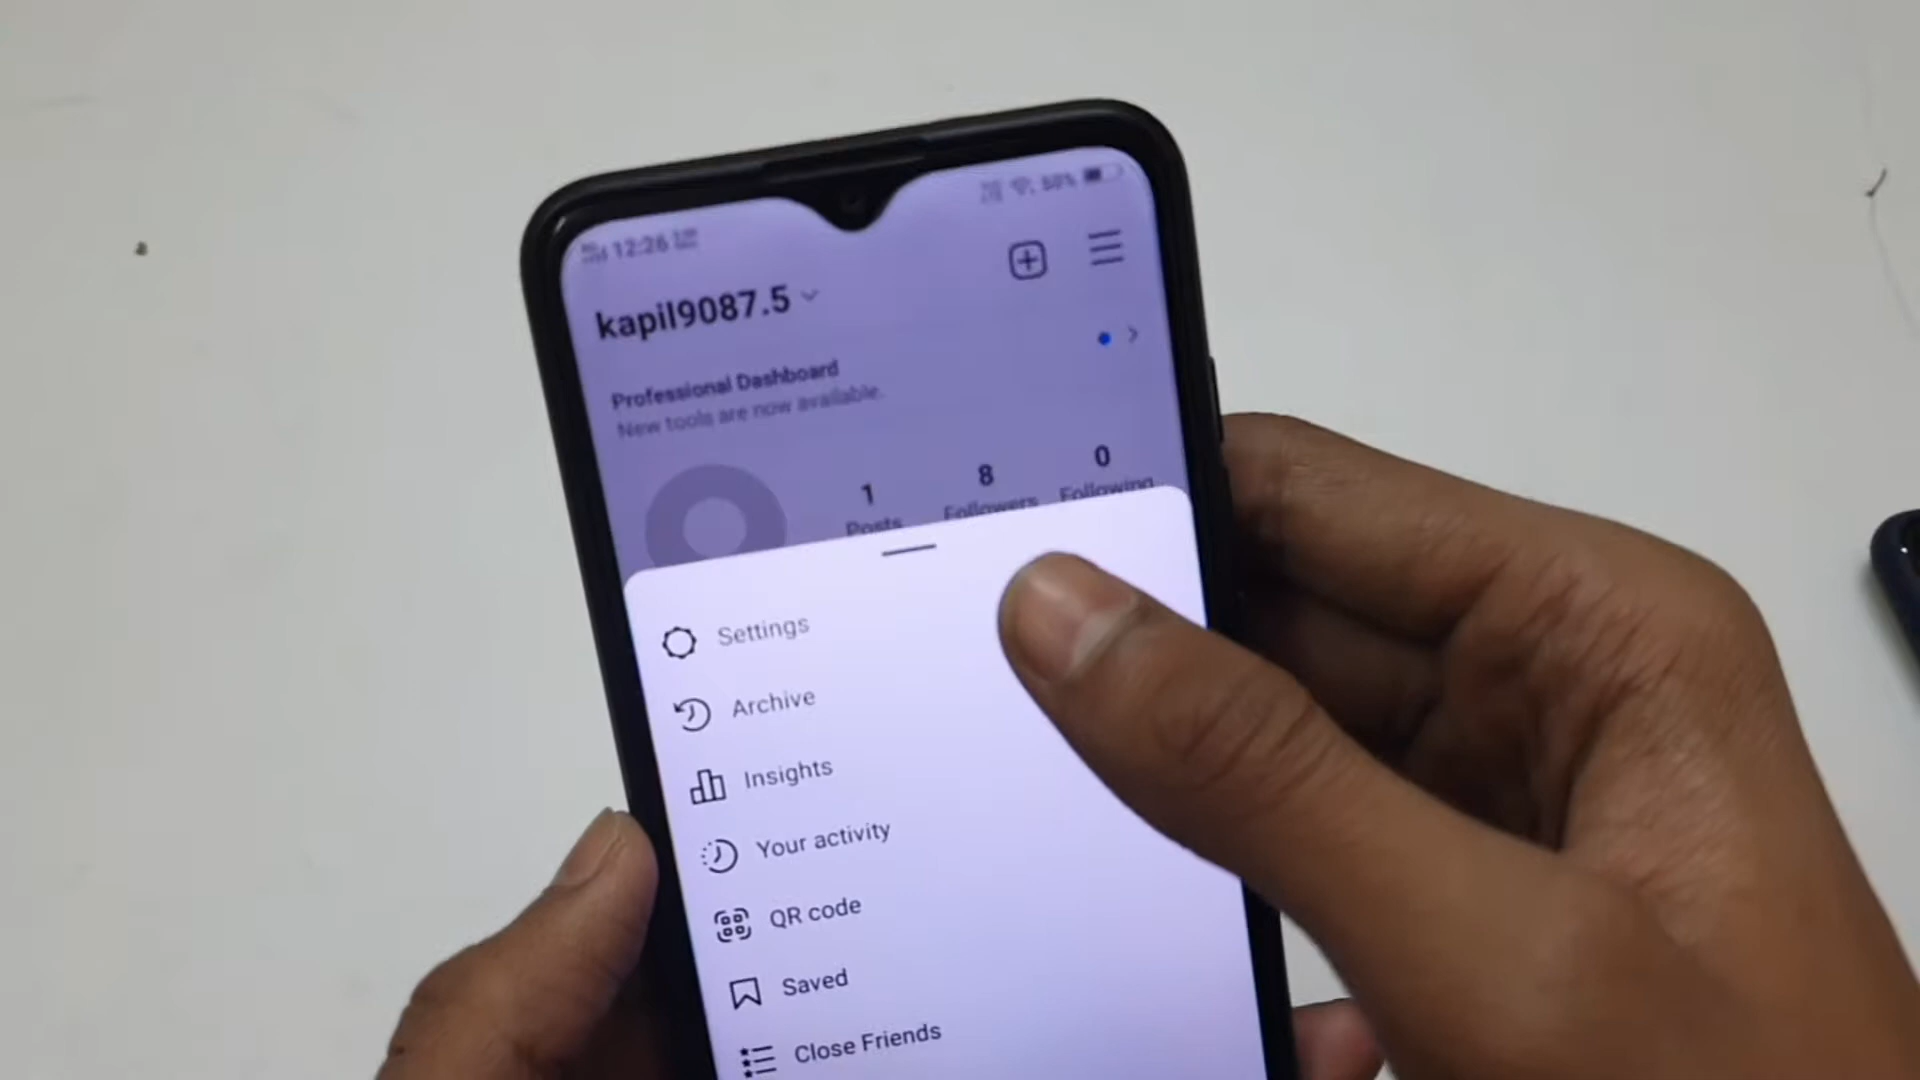 12:26
50%
kapil9087.5
Professional Dashboard
New tools are now available.
1
8
0
Posts
Followers
Following
Settings
Archive
Insights
Your activity
QR code
Saved
Close Friends